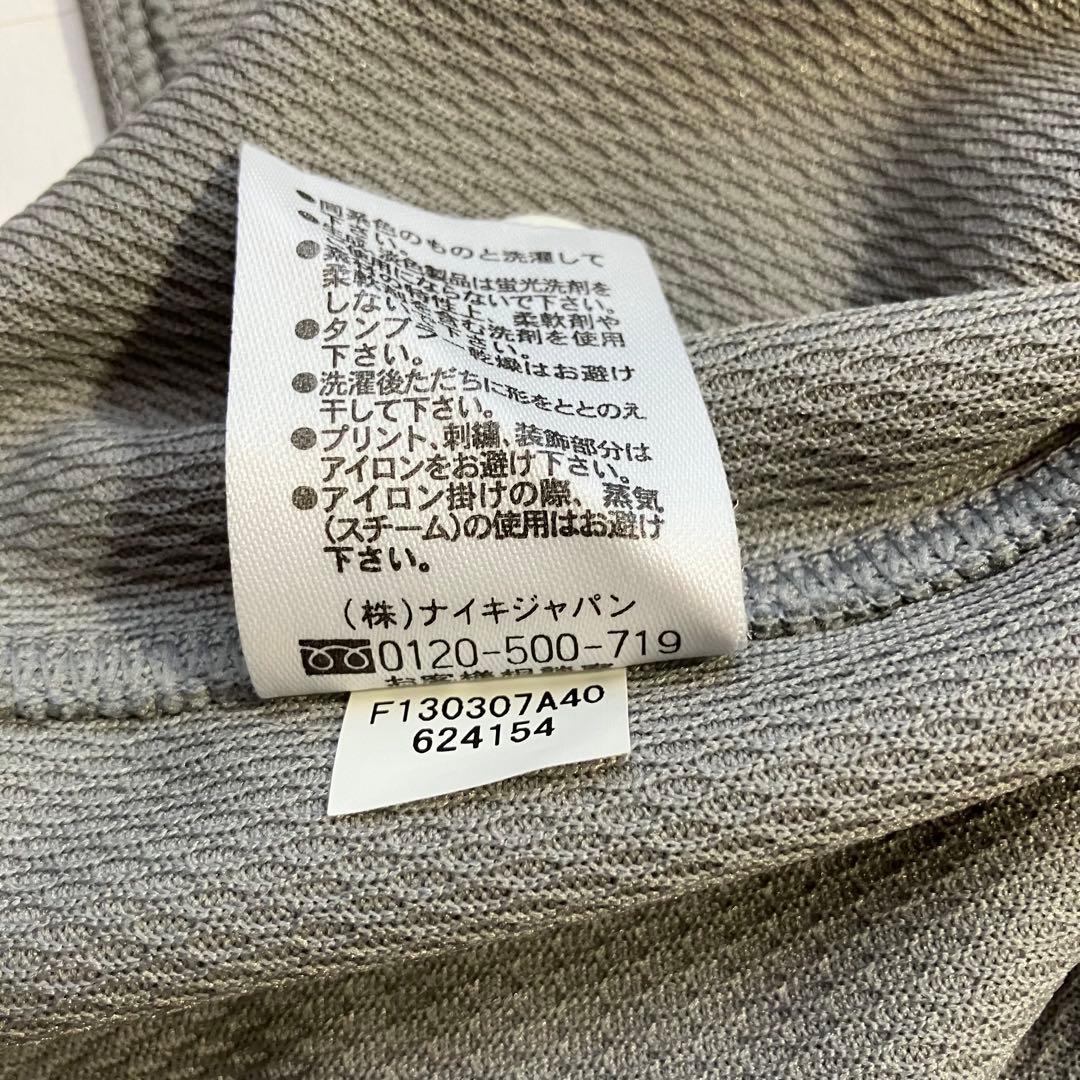 ●同系色のものと洗濯して
下さい。
●淡色製品は蛍光洗剤を
●
しない
下さい。
●タンブラー乾燥はお避け
下さい。
●洗濯後ただちに形をととのえ
干して下さい。
●プリント、刺繍、装飾部分は
アイロンをお避け下さい。
●アイロン掛けの際、蒸気
(スチーム)の使用はお避け
下さい。
(株)ナイキジャパン
0120-500-719
F130307A40
624154